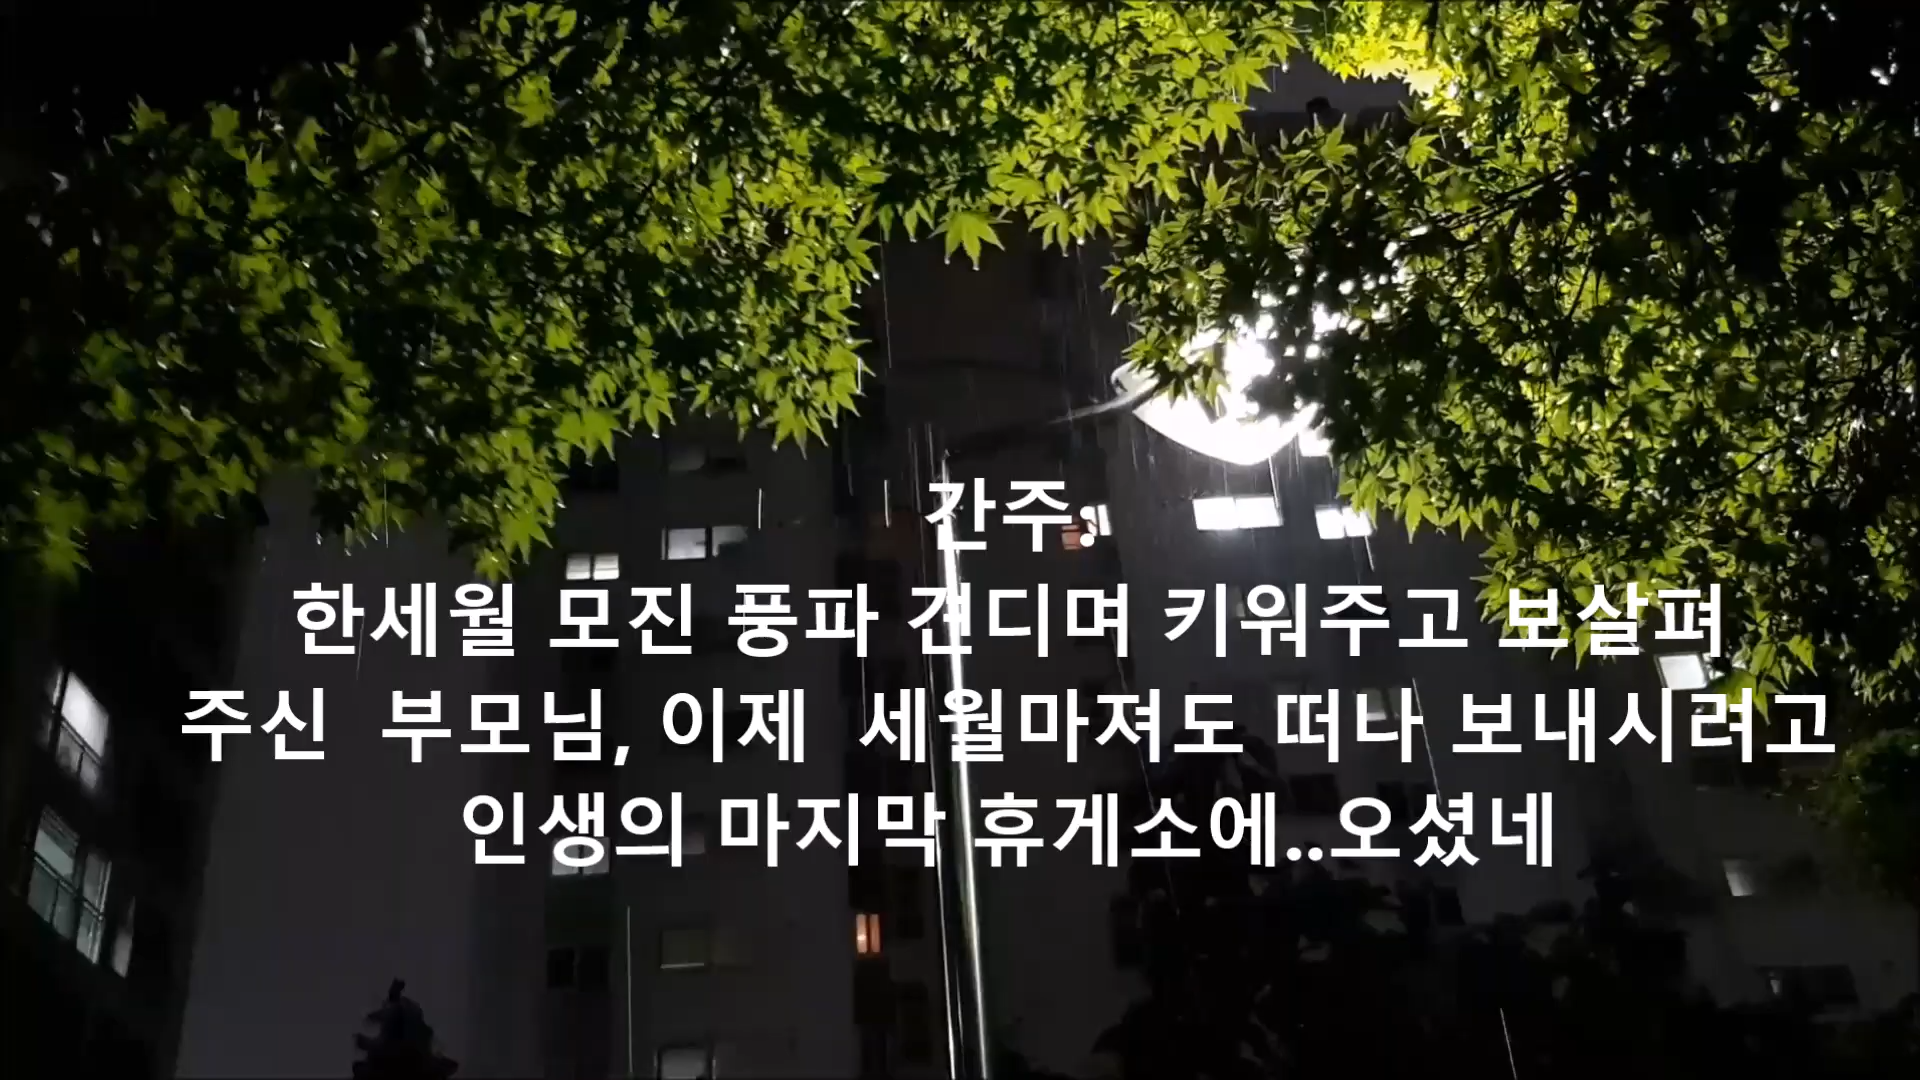 간주:
한세월 모진 풍파 견디며 키워주고 보살펴
주신 부모님, 이제 세월마져도 떠나 보내시려고
인생의 마지막 휴게소에..오셨네